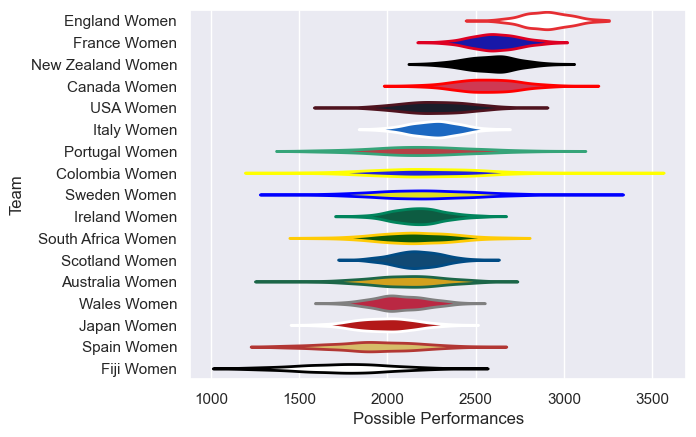 England Women
France Women
New Zealand Women
Canada Women
USA Women
Italy Women
Portugal Women
Colombia Women
Sweden Women
Ireland Women
South Africa Women
Scotland Women
Australia Women
Wales Women
Japan Women
Spain Women
Fiji Women
Team
1000 1500 2000 2500 3000 3500
Possible Performances